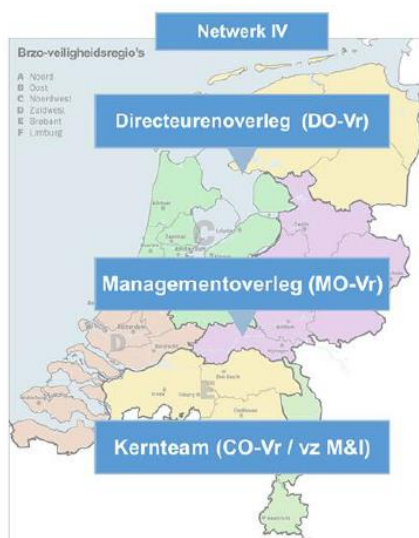 Netwerk IV
Brzo-veiligheidsregio's
A Noord
B Oost
C Noordwest
D Zuidwest
E Brabant
F Limburg
Directeurenoverleg (DO-Vr)
C
Managementoverleg (MO-Vr)
D
E
Kernteam (CO-Vr / vz M&I)